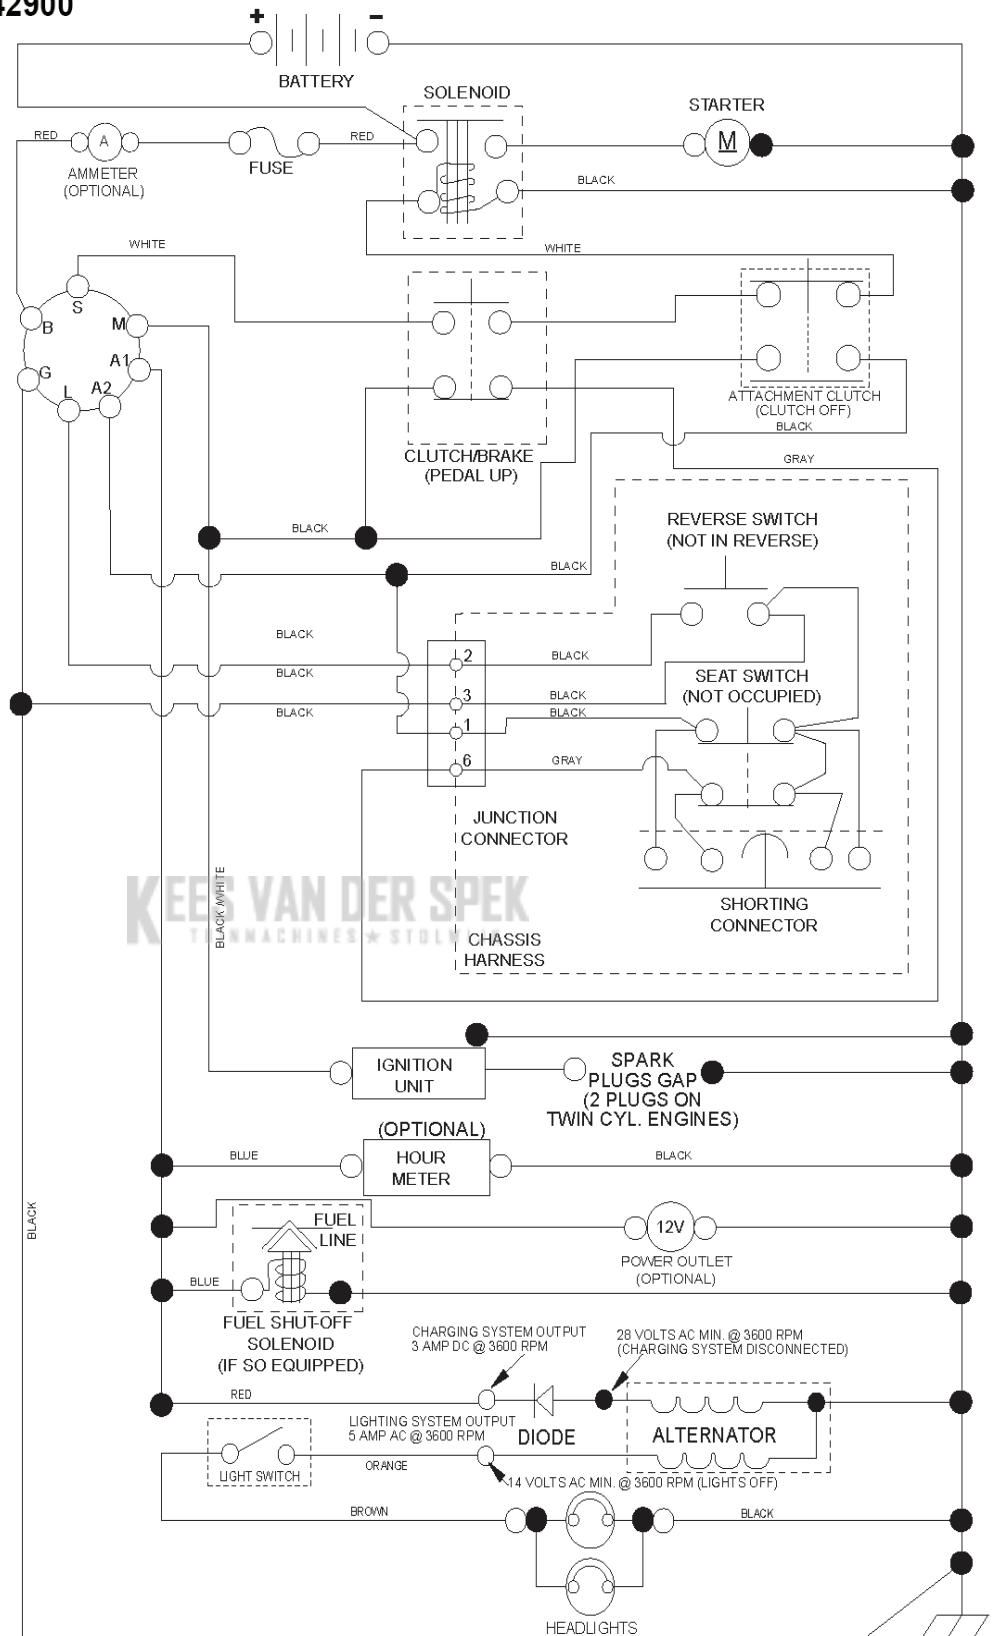 42900
+ -
BATTERY
SOLENOID
STARTER
RED
A
RED
M
FUSE
AMMETER
(OPTIONAL)
BLACK
WHITE
WHITE
S
B
M
A1
G
L
A2
ATTACHMENT CLUTCH
(CLUTCH OFF)
BLACK
CLUTCH/BRAKE
(PEDAL UP)
GRAY
REVERSE SWITCH
(NOT IN REVERSE)
BLACK
BLACK
BLACK
2
BLACK
BLACK
SEAT SWITCH
(NOT OCCUPIED)
3
BLACK
BLACK
BLACK
1
6
GRAY
JUNCTION
CONNECTOR
KEES VAN DER SPEK
TUINMACHINES ★ STOLWIJK
BLACK/WHITE
SHORTING
CONNECTOR
CHASSIS
HARNESS
IGNITION
UNIT
SPARK
PLUGS GAP
(2 PLUGS ON
TWIN CYL. ENGINES)
(OPTIONAL)
BLUE
HOUR
METER
BLACK
BLACK
FUEL
LINE
12V
POWER OUTLET
(OPTIONAL)
BLUE
FUEL SHUT-OFF
SOLENOID
(IF SO EQUIPPED)
CHARGING SYSTEM OUTPUT
3 AMP DC @ 3600 RPM
28 VOLTS AC MIN. @ 3600 RPM
(CHARGING SYSTEM DISCONNECTED)
RED
LIGHTING SYSTEM OUTPUT
5 AMP AC @ 3600 RPM
DIODE
ALTERNATOR
LIGHT SWITCH
ORANGE
14 VOLTS AC MIN. @ 3600 RPM (LIGHTS OFF)
BROWN
BLACK
HEADLIGHTS